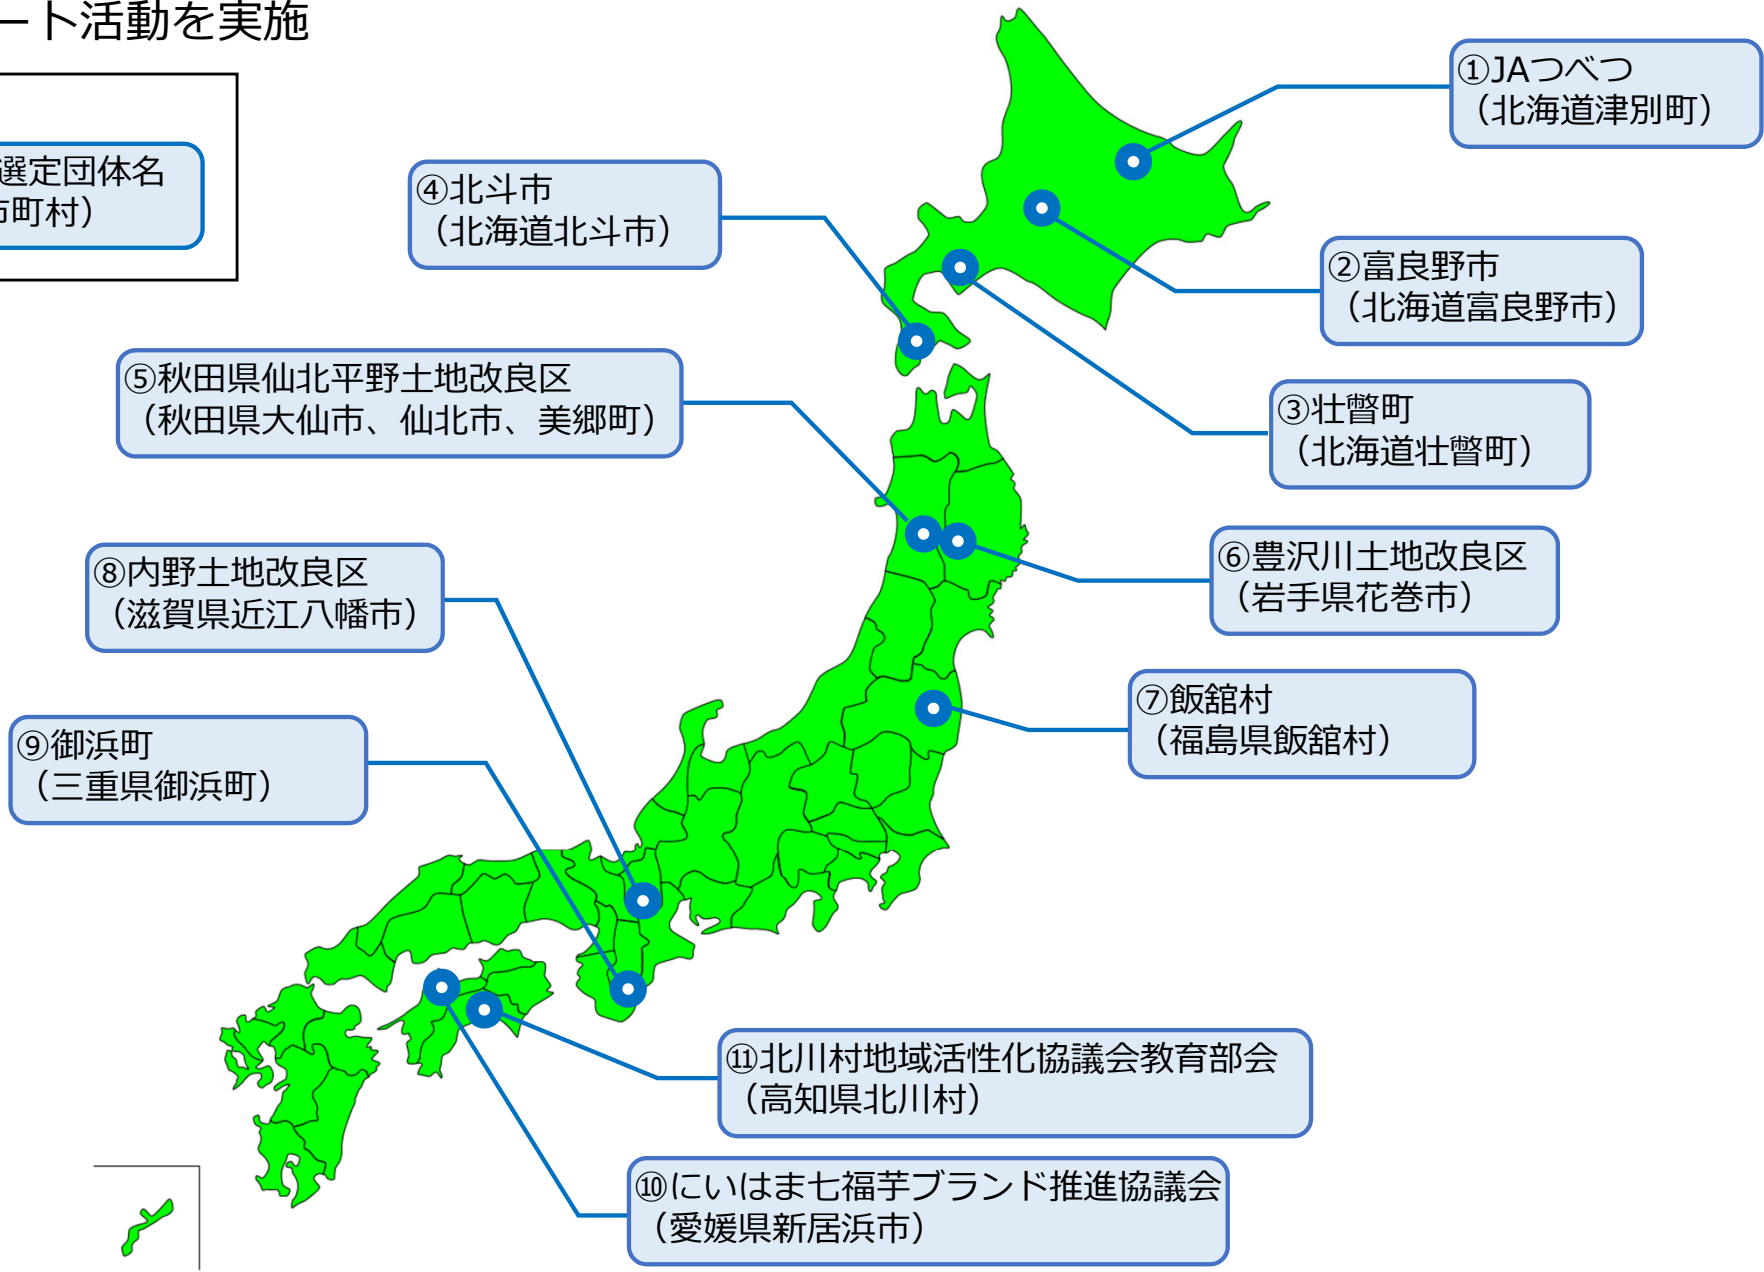 ート活動を実施
選定団体名
市町村）
①JAつべつ
（北海道津別町）
④北斗市
（北海道北斗市）
②富良野市
（北海道富良野市）
⑤秋田県仙北平野土地改良区
（秋田県大仙市、仙北市、美郷町）
③壮瞥町
（北海道壮瞥町）
⑥豊沢川土地改良区
（岩手県花巻市）
⑧内野土地改良区
（滋賀県近江八幡市）
⑦飯舘村
（福島県飯舘村）
⑨御浜町
（三重県御浜町）
⑪北川村地域活性化協議会教育部会
（高知県北川村）
⑩にいはま七福芋ブランド推進協議会
（愛媛県新居浜市）